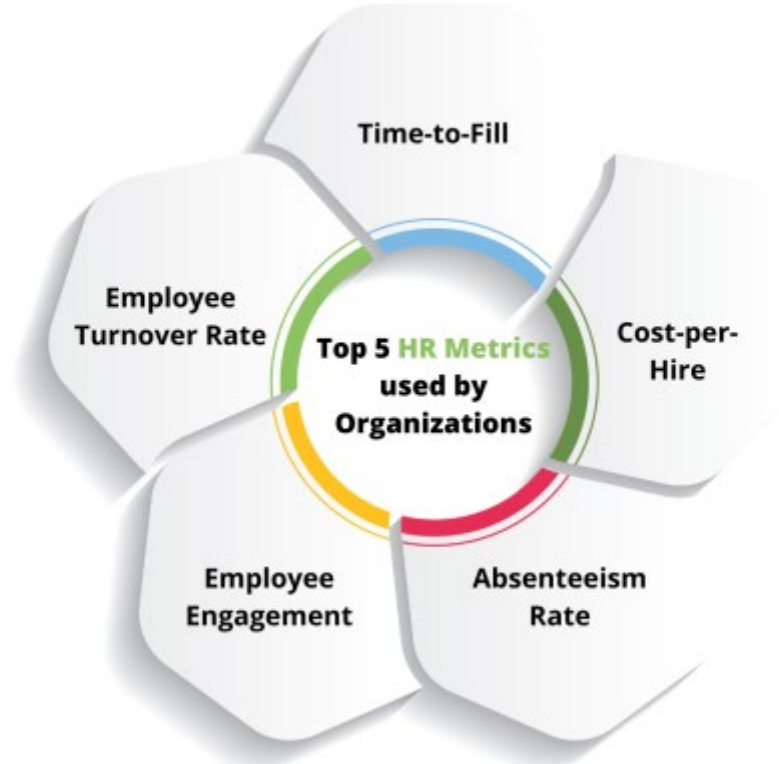 Time-to-Fill
Cost-per-
Hire
Absenteeism
Rate
Employee
Engagement
Employee
Turnover Rate
Top 5 HR Metrics
used by
Organizations